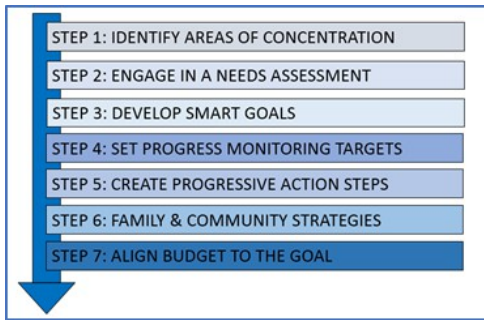 STEP 1: IDENTIFY AREAS OF CONCENTRATION
STEP 2: ENGAGE IN A NEEDS ASSESSMENT
STEP 3: DEVELOP SMART GOALS
STEP 4: SET PROGRESS MONITORING TARGETS
STEP 5: CREATE PROGRESSIVE ACTION STEPS
STEP 6: FAMILY & COMMUNITY STRATEGIES
STEP 7: ALIGN BUDGET TO THE GOAL